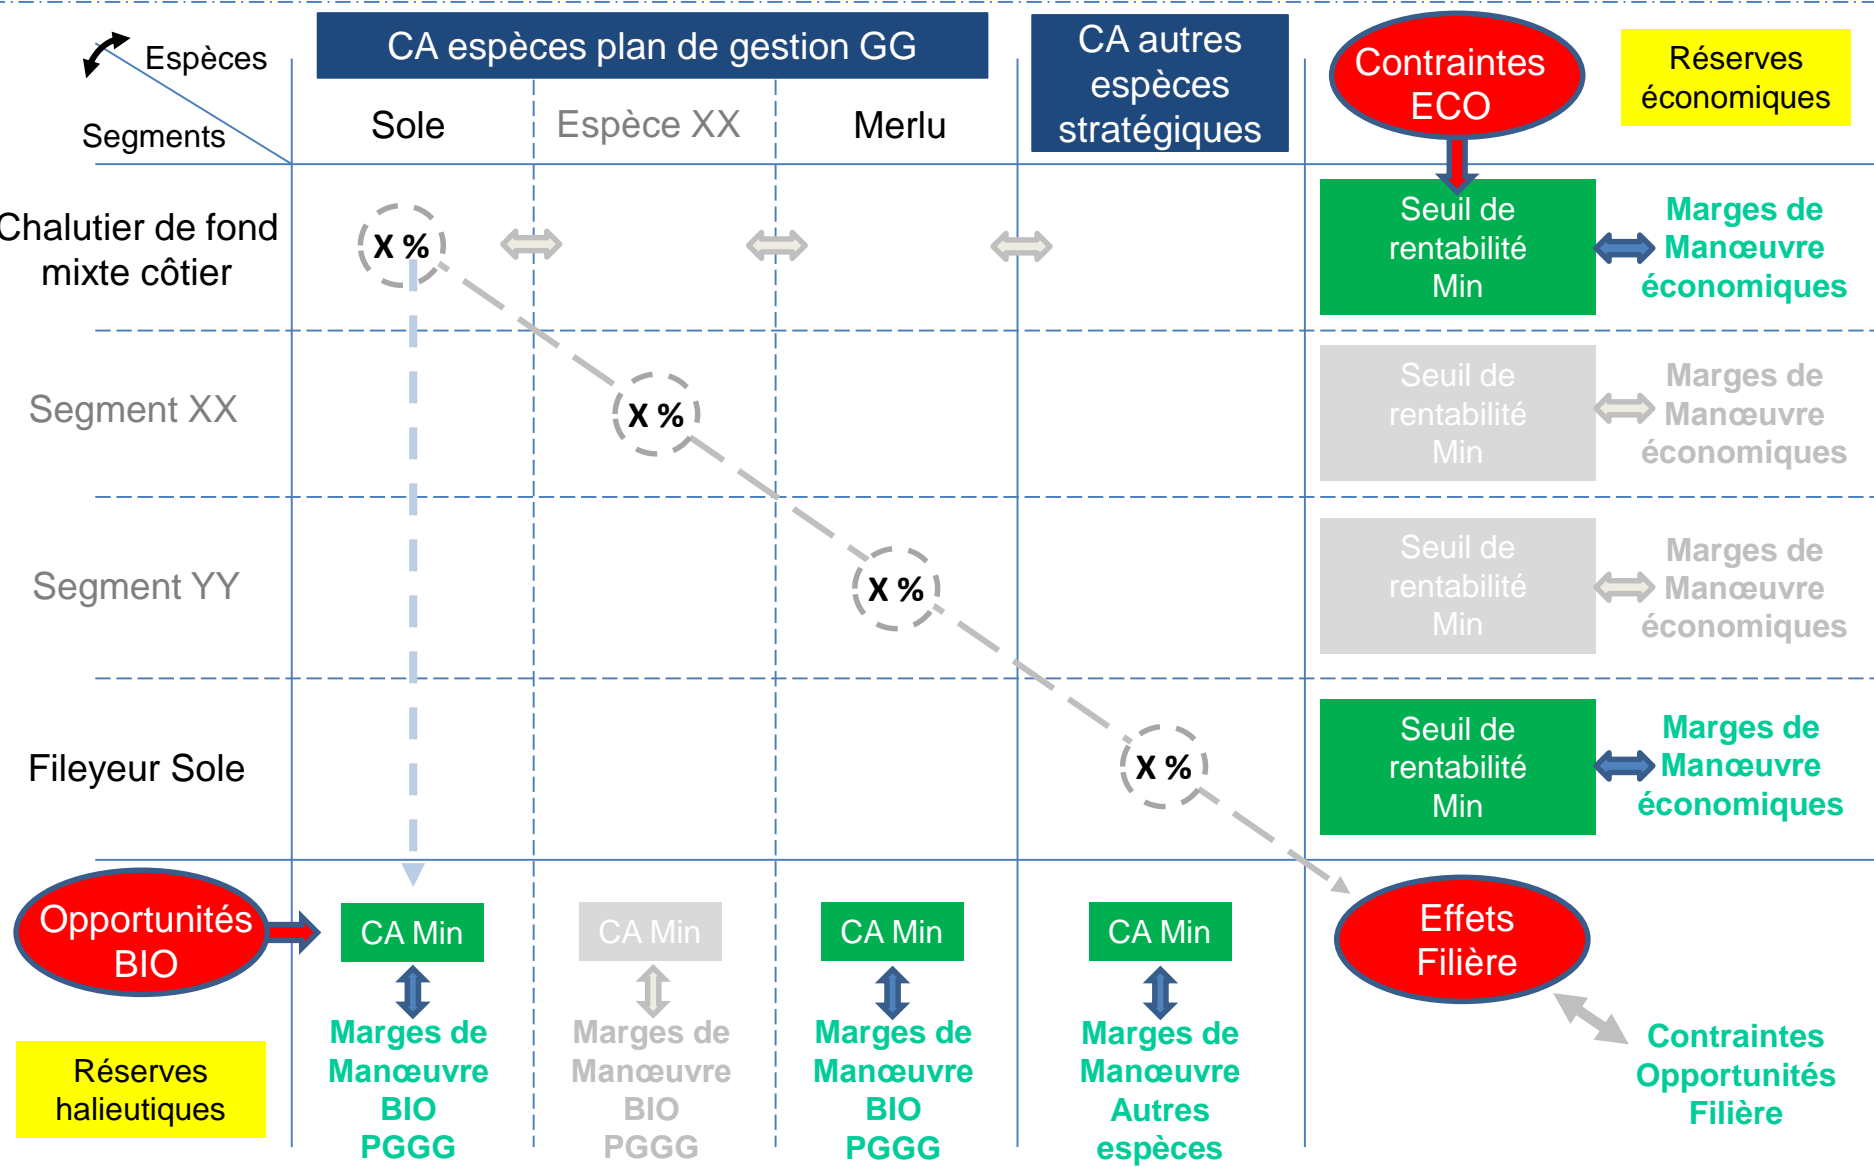 Espèces
Segments
CA espèces plan de gestion GG
CA autres
espèces
stratégiques
Contraintes
ECO
Réserves
économiques
Sole
Espèce XX
Merlu
Chalutier de fond
mixte côtier
X %
Seuil de
rentabilité
Min
Marges de
Manœuvre
économiques
Segment XX
X %
Seuil de
rentabilité
Min
Marges de
Manœuvre
économiques
Segment YY
X %
Seuil de
rentabilité
Min
Marges de
Manœuvre
économiques
Fileyeur Sole
X %
Seuil de
rentabilité
Min
Marges de
Manœuvre
économiques
Opportunités
BIO
CA Min
CA Min
CA Min
CA Min
Effets
Filière
Réserves
halieutiques
Marges de
Manœuvre
BIO
PGGG
Marges de
Manœuvre
BIO
PGGG
Marges de
Manœuvre
BIO
PGGG
Marges de
Manœuvre
Autres
espèces
Contraintes
Opportunités
Filière